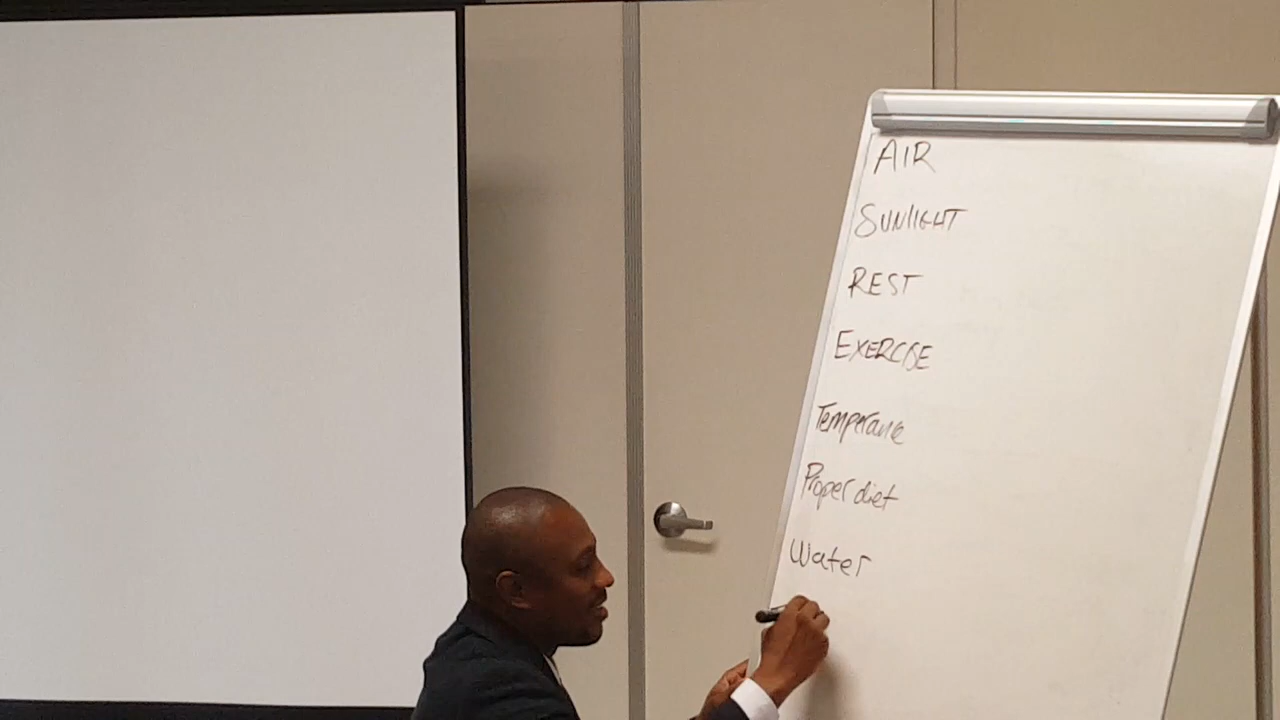 AIR
SUNlIGHT
REST
EXERCISE
Temperance
Proper diet
Water